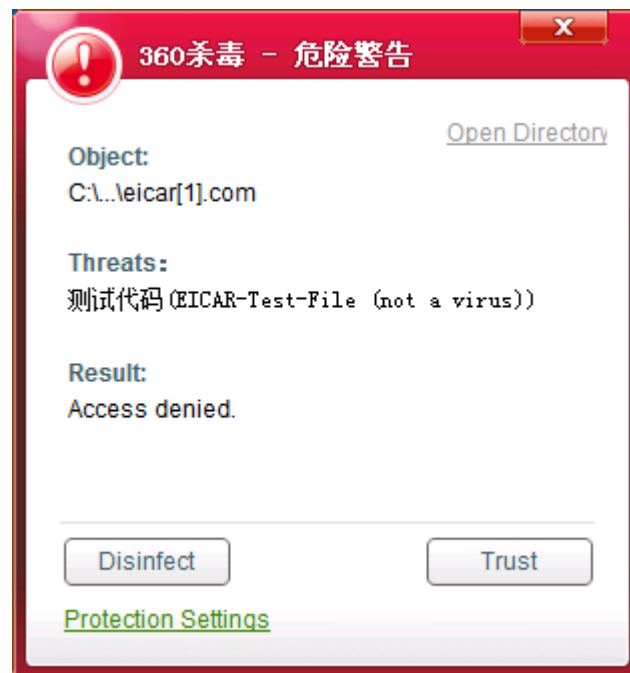 360杀毒 - 危险警告
X
Open Directory
Object:
C:\...\eicar[1].com
Threats:
测试代码(EICAR-Test-File (not a virus))
Result:
Access denied.
Disinfect
Trust
Protection Settings